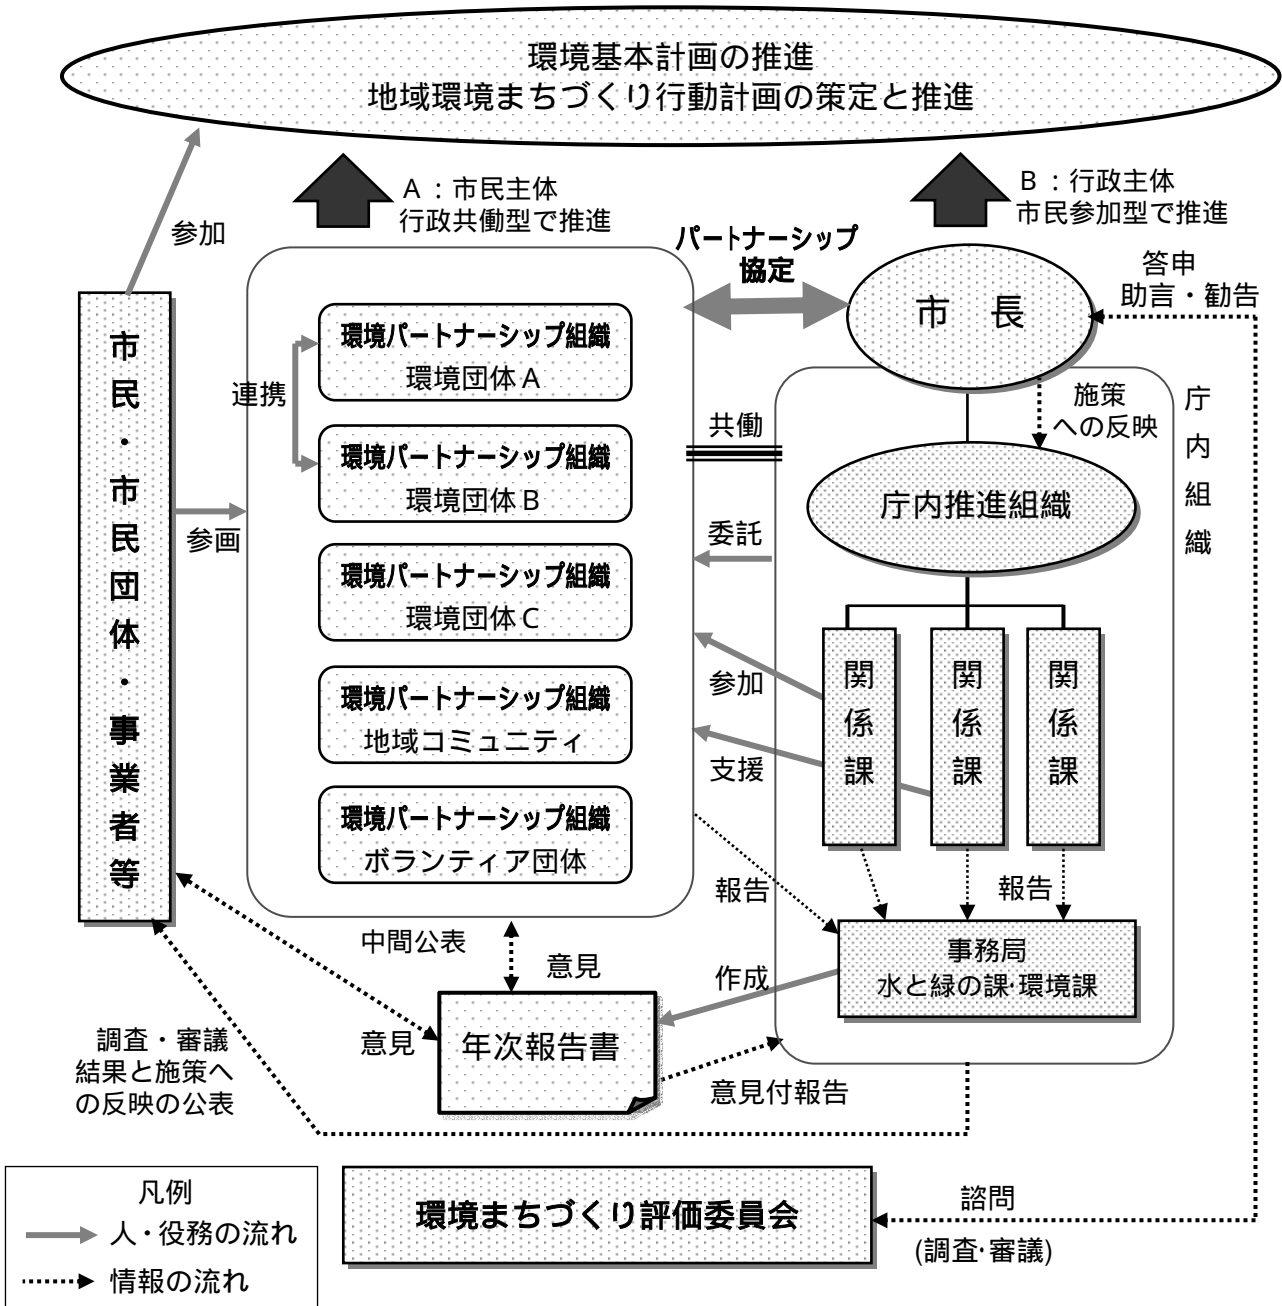 環境基本計画の推進
地域環境まちづくり行動計画の策定と推進
A：市民主体
行政共働型で推進
B：行政主体
市民参加型で推進
参加
パートナーシップ
協定
答申
助言・勧告
市　長
市民・市民団体・事業者等
環境パートナーシップ組織
環境団体A
連携
環境パートナーシップ組織
環境団体B
共働
施策
への反映
庁内組織
庁内推進組織
参画
委託
環境パートナーシップ組織
環境団体C
関係課
関係課
関係課
参加
環境パートナーシップ組織
地域コミュニティ
支援
環境パートナーシップ組織
ボランティア団体
報告
報告
中間公表
意見
作成
事務局
水と緑の課・環境課
意見
年次報告書
意見付報告
調査・審議
結果と施策へ
の反映の公表
凡例
人・役務の流れ
情報の流れ
環境まちづくり評価委員会
諮問
(調査・審議)